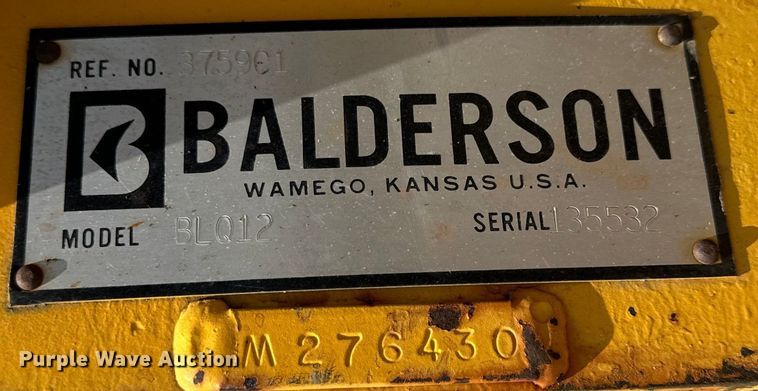 REF. NO. 375961
BALDERSON
WAMEGO, KANSAS U.S.A.
MODEL BLQ12 SERIAL 135532
M 276430
Purple Wave Auction